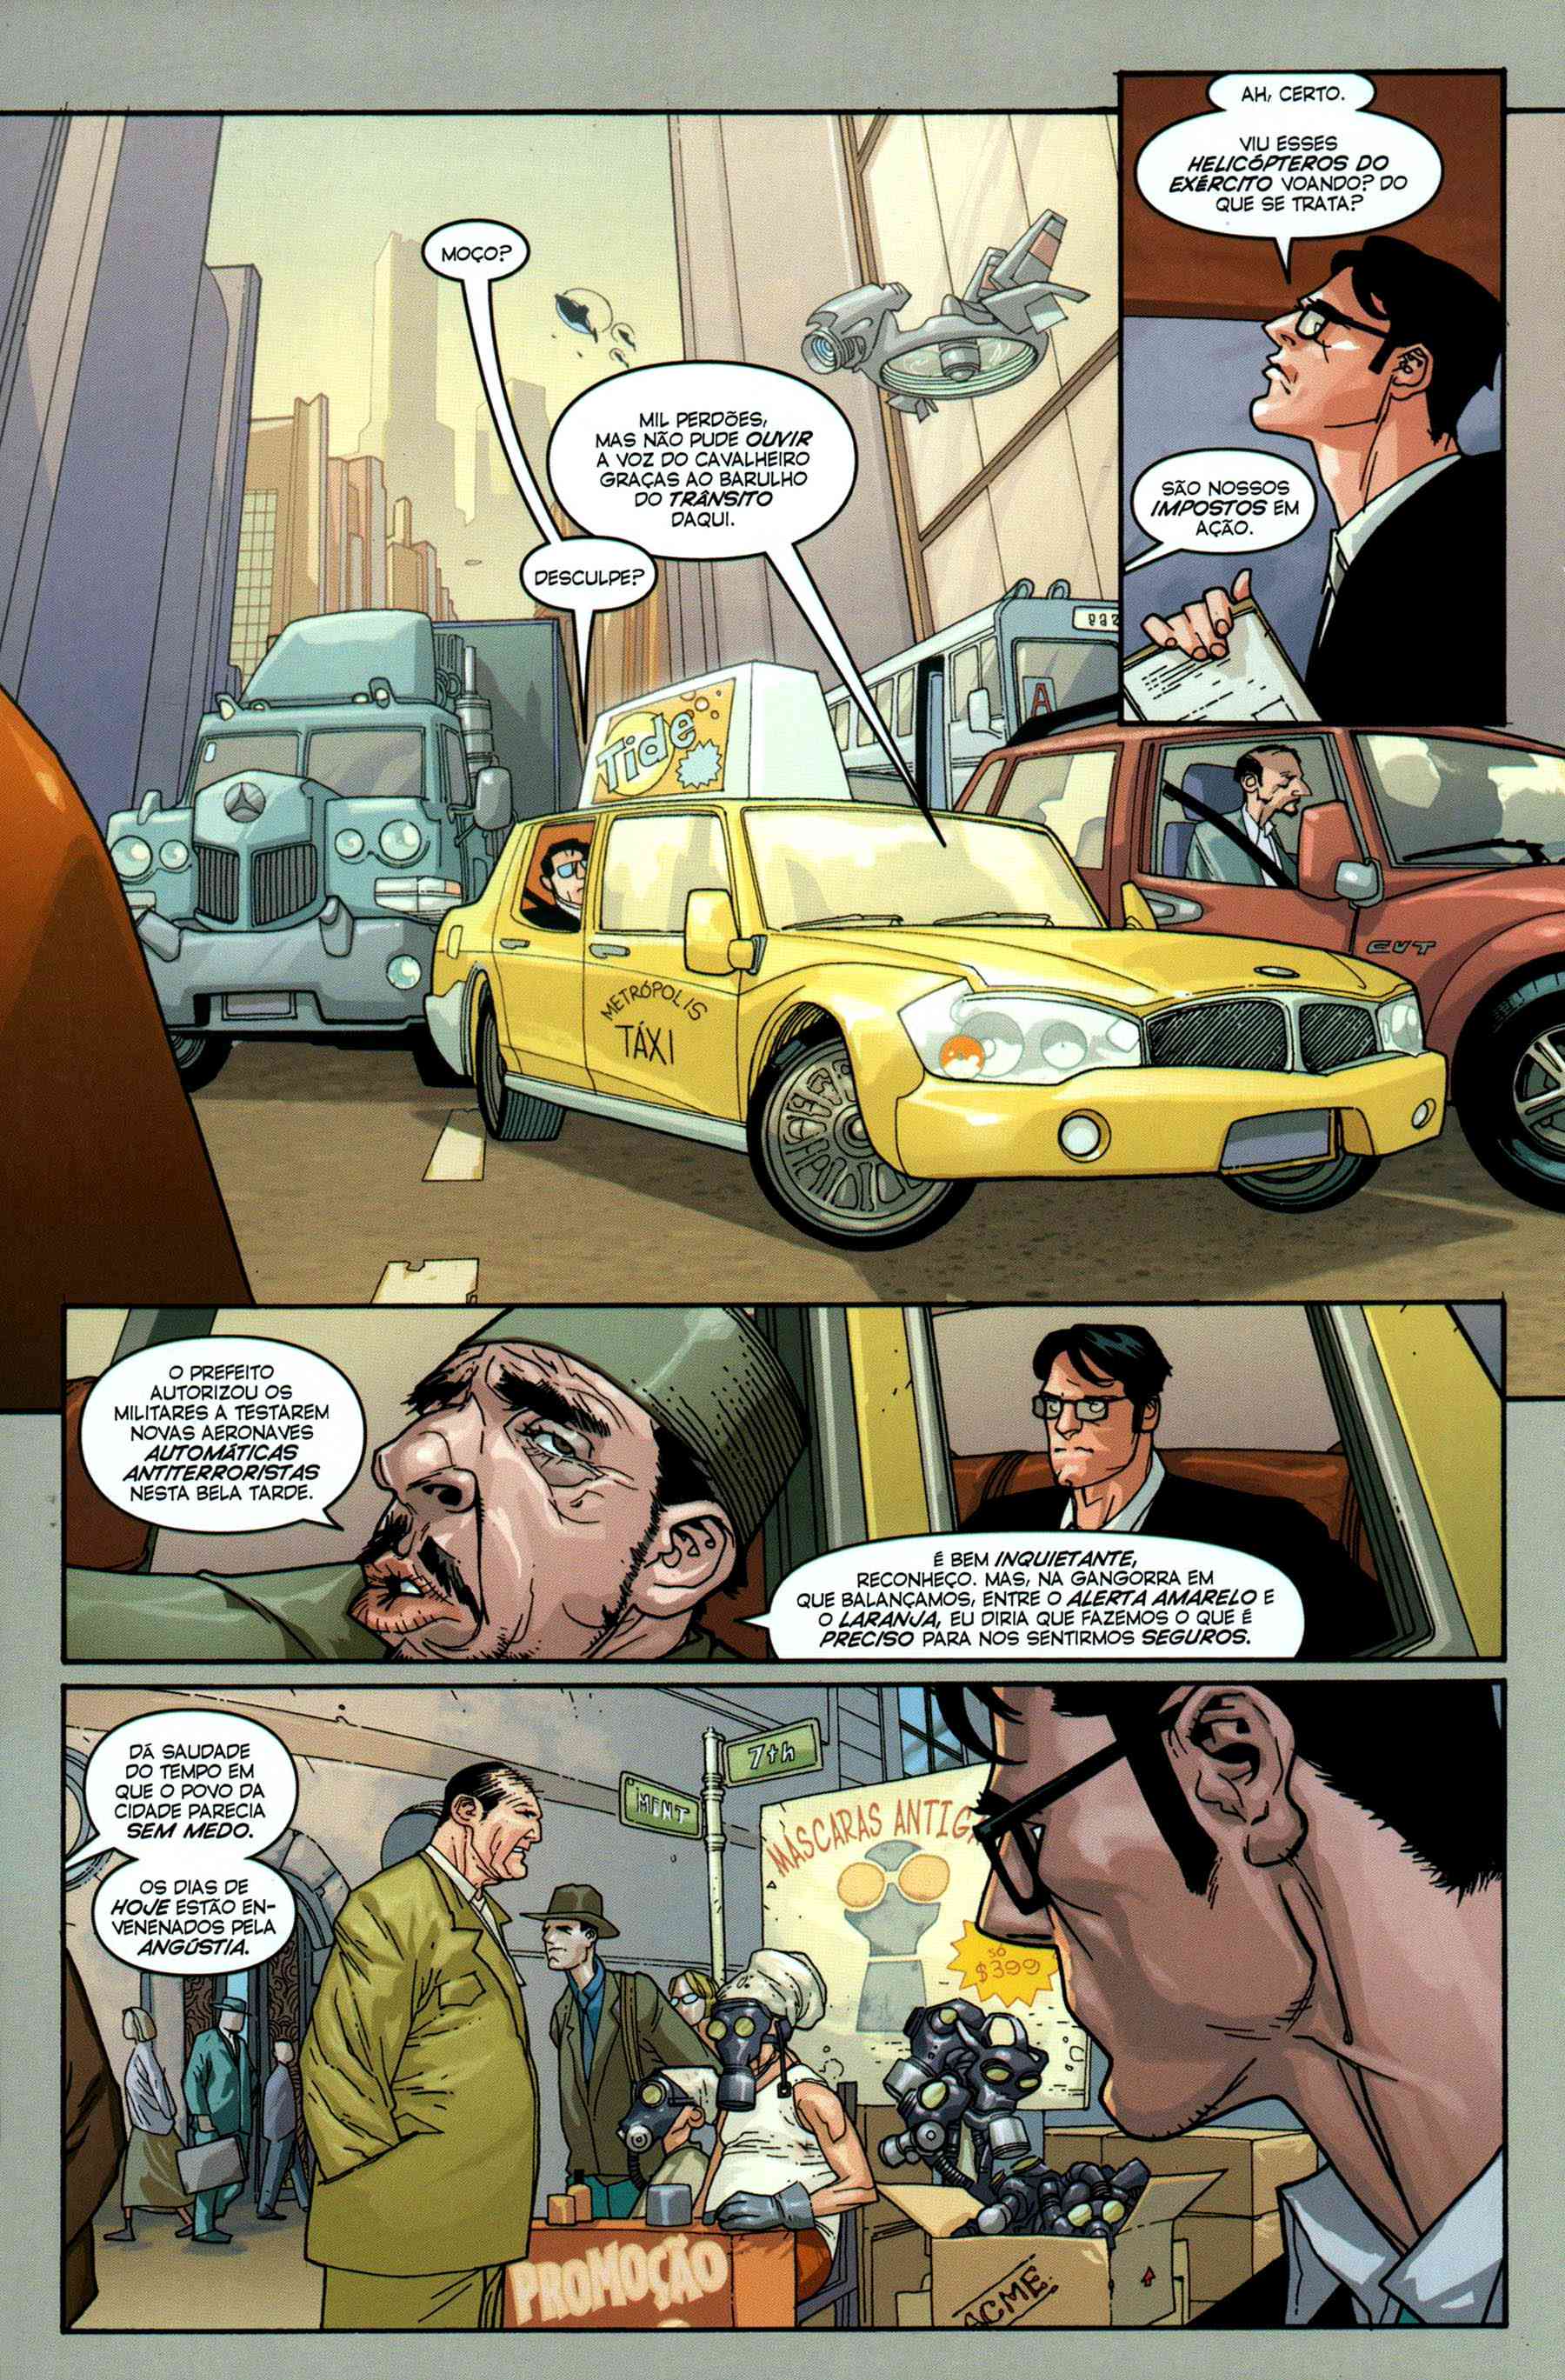 MOÇO?
DESCULPE?
MIL PERDÕES,
MAS NÃO PUDE OUVIR
A VOZ DO CAVALHEIRO
GRAÇAS AO BARULHO
DO TRÂNSITO
DAQUI.
Tide
A
METRÓPOLIS
TÁXI
CUT
AH, CERTO.
VIU ESSES
HELICÓPTEROS DO
EXÉRCITO VOANDO? DO
QUE SE TRATA?
SÃO NOSSOS
IMPOSTOS EM
AÇÃO.
O PREFEITO
AUTORIZOU OS
MILITARES A TESTAREM
NOVAS AERONAVES
AUTOMÁTICAS
ANTITERRORISTAS
NESTA BELA TARDE.
É BEM INQUIETANTE,
RECONHEÇO. MAS, NA GANGORRA EM
QUE BALANÇAMOS, ENTRE O ALERTA AMARELO E
O LARANJA, EU DIRIA QUE FAZEMOS O QUE É
PRECISO PARA NOS SENTIRMOS SEGUROS.
DÁ SAUDADE
DO TEMPO EM
QUE O POVO DA
CIDADE PARECIA
SEM MEDO.
OS DIAS DE
HOJE ESTÃO EN-
VENENADOS PELA
ANGÚSTIA.
7th
MINT
MÁSCARAS ANTIG
SÓ
$399
PROMOÇÃO
ACME